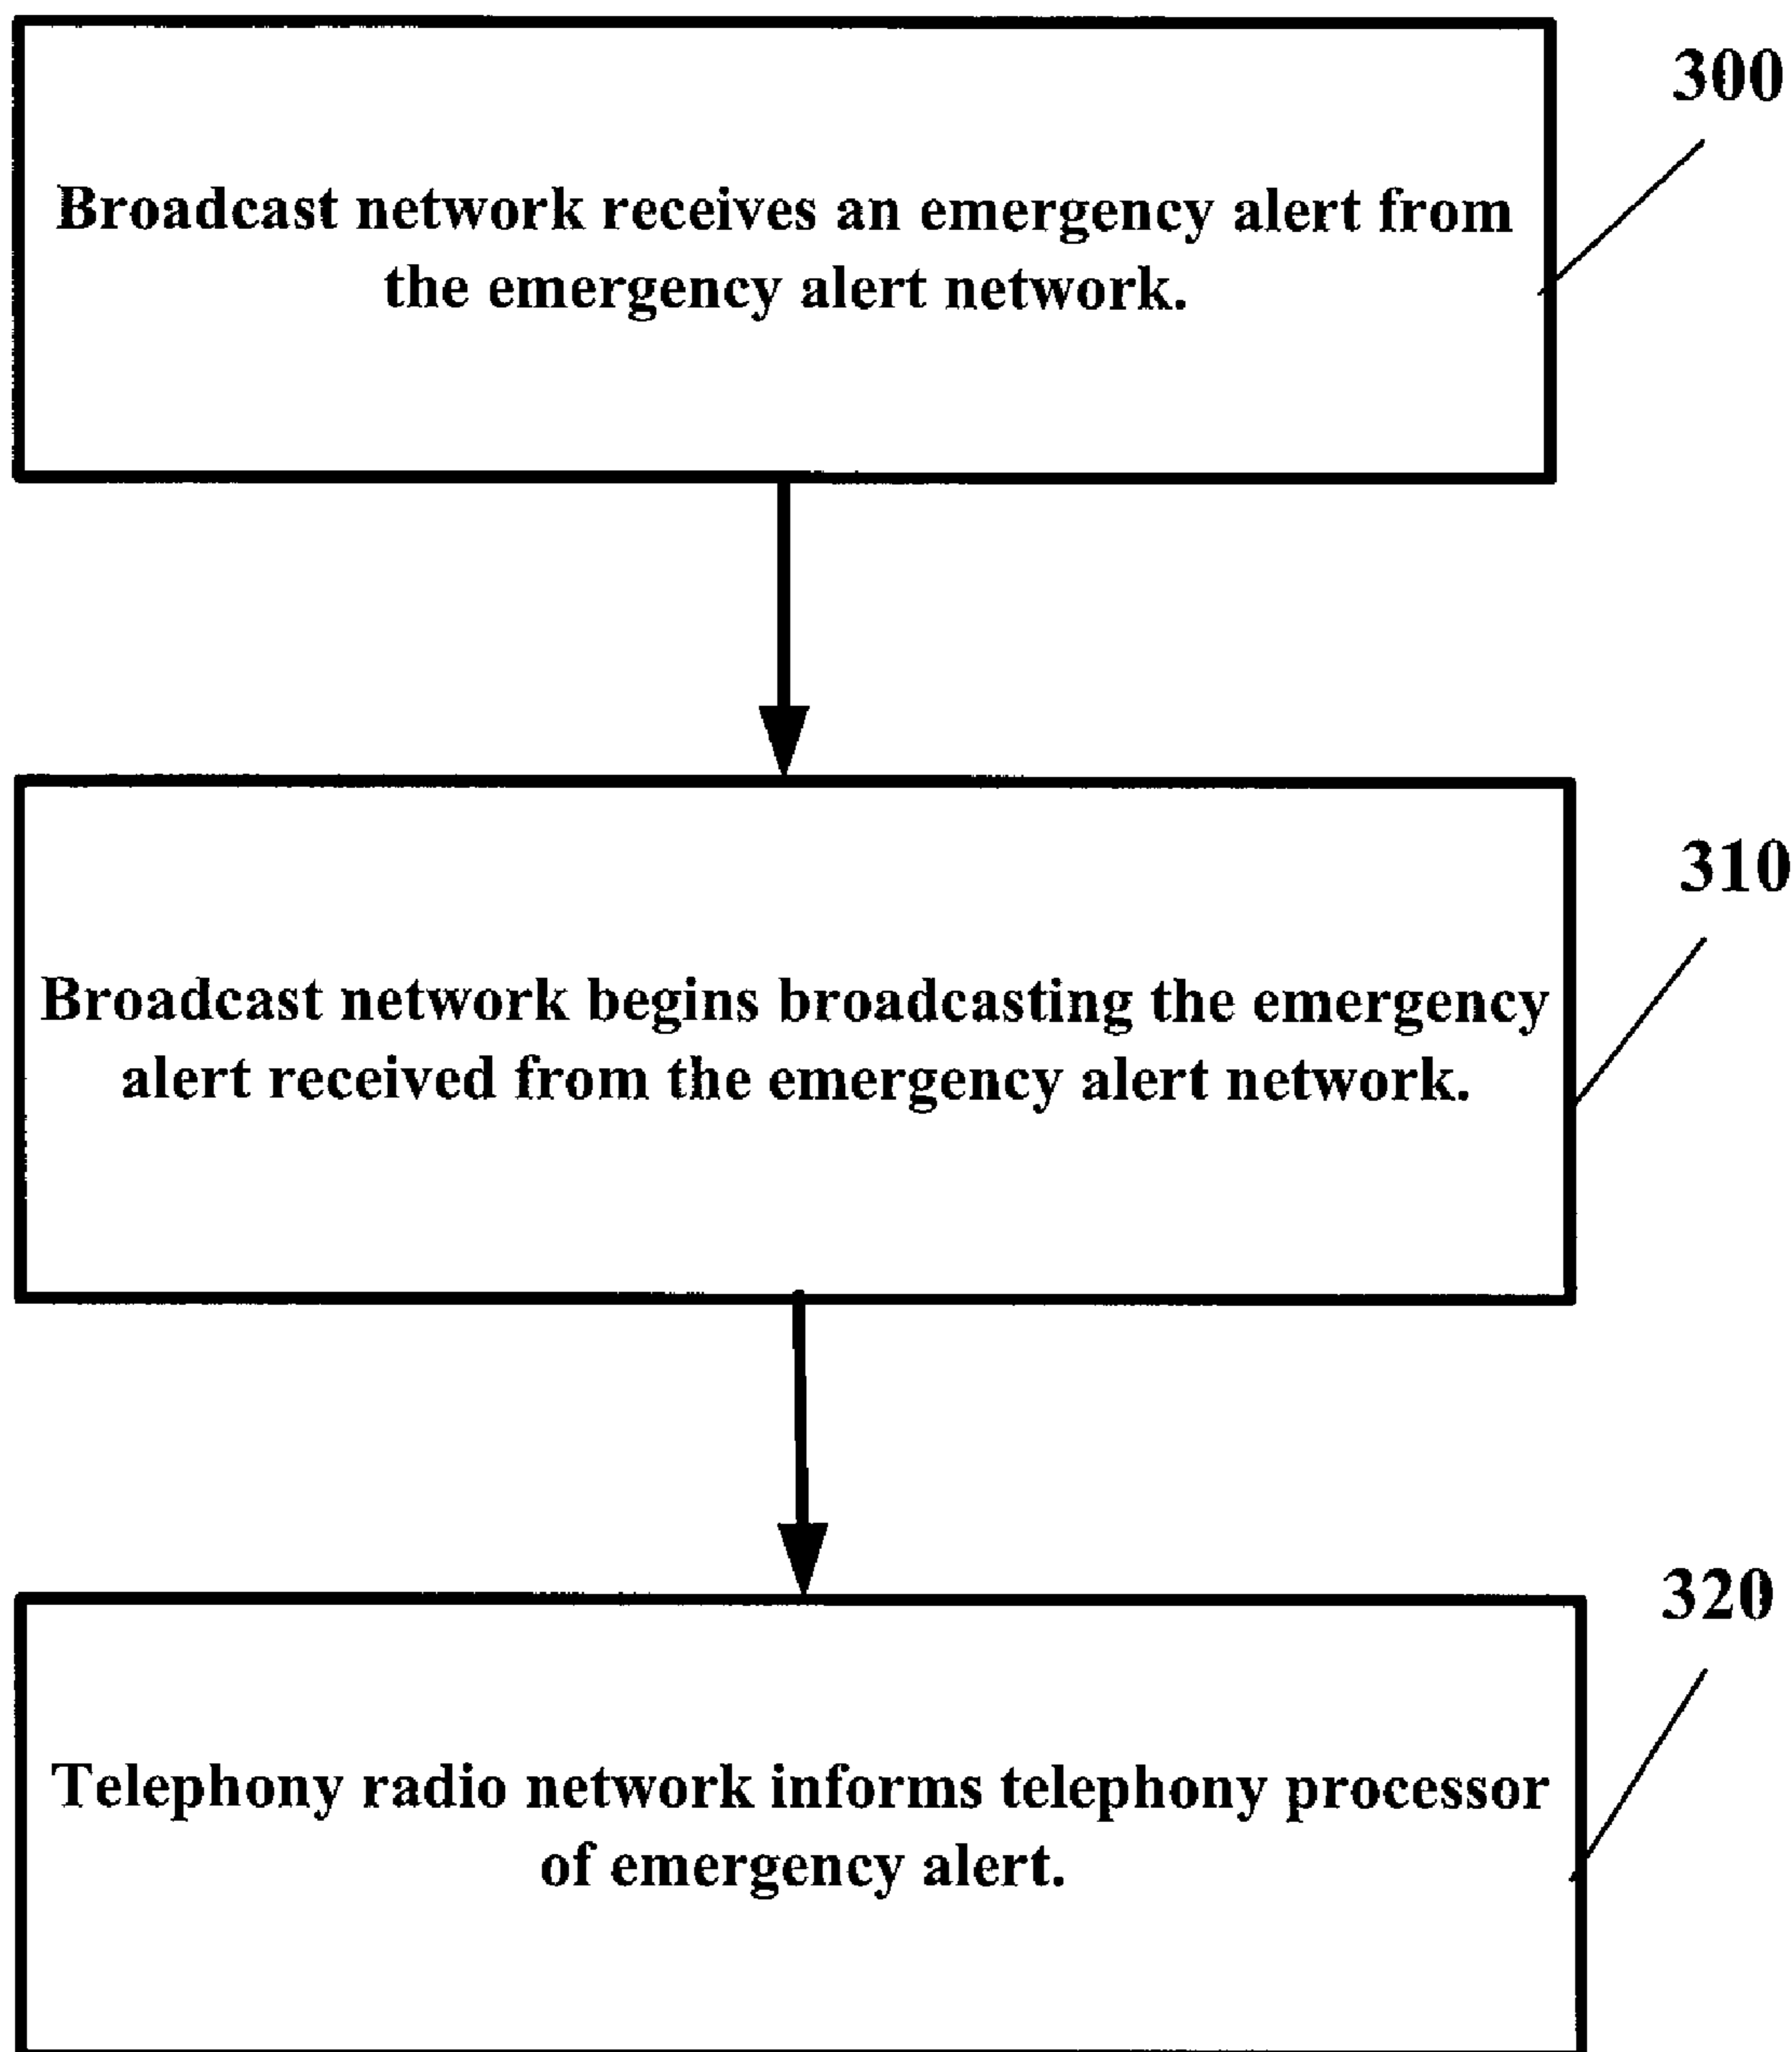 300
Broadcast network receives an emergency alert from
the emergency alert network.
310
Broadcast network begins broadcasting the emergency
alert received from the emergency alert network.
320
Telephony radio network informs telephony processor
of emergency alert.